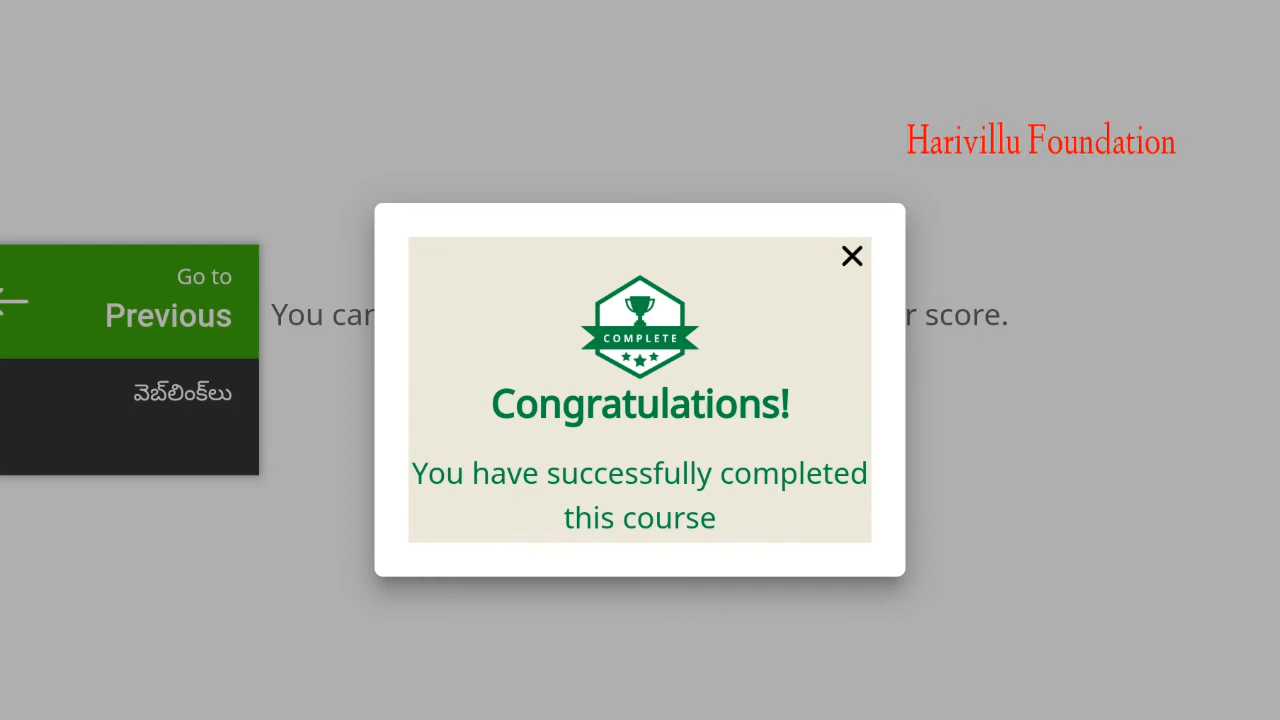 Harivillu Foundation
Go to
Previous
You can
r score.
వెబ్‌లింక్‌లు
COMPLETE
Congratulations!
You have successfully completed
this course